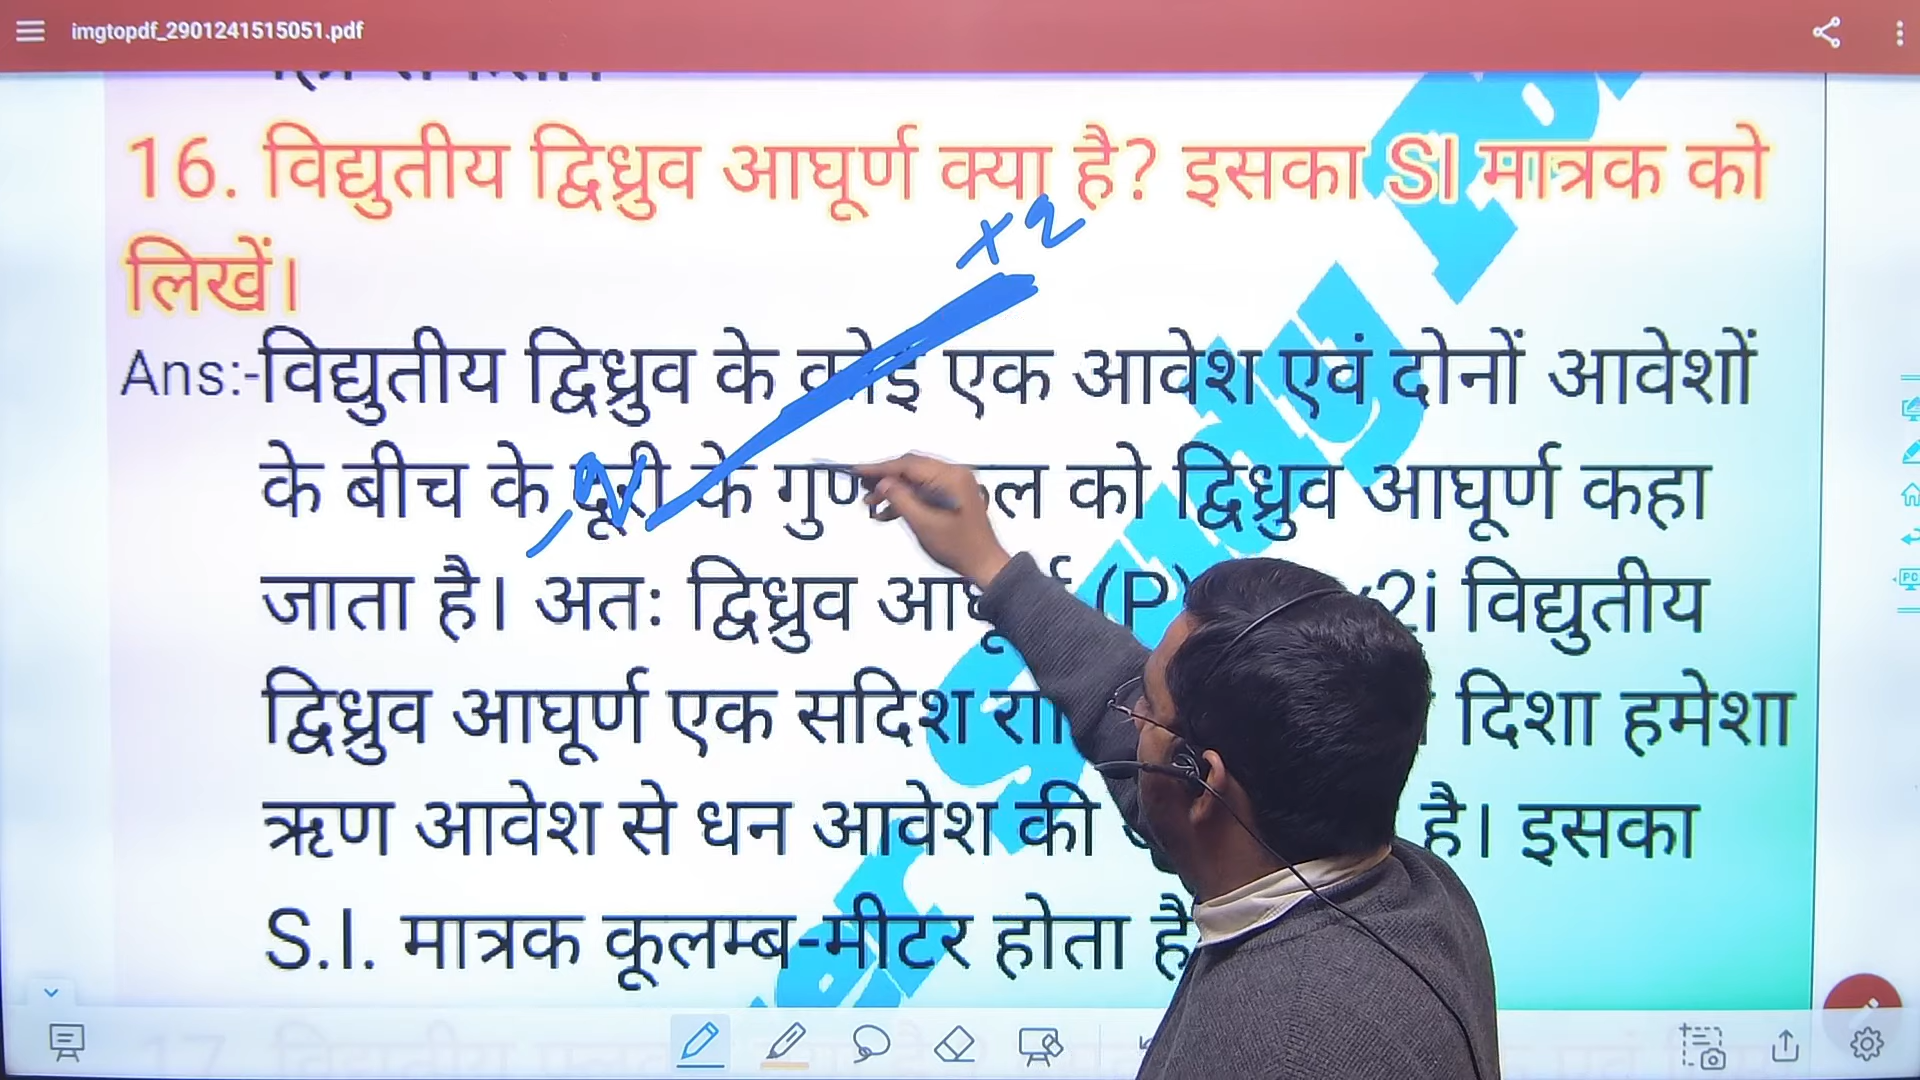 imgtopdf_2901241515051.pdf
16. विद्युतीय द्विध्रुव आघूर्ण क्या है? इसका SI मात्रक को
लिखें।
+q
-q
Ans:-विद्युतीय द्विध्रुव के कोई एक आवेश एवं दोनों आवेशों
के बीच के दूरी के को द्विध्रुव आघूर्ण कहा
जाता है। अतः द्विध्रुव (P) x2i विद्युतीय
द्विध्रुव आघूर्ण एक सदिश दिशा हमेशा
ऋण आवेश से धन आवेश की है। इसका
S.I. मात्रक कूलम्ब-मीटर होता है